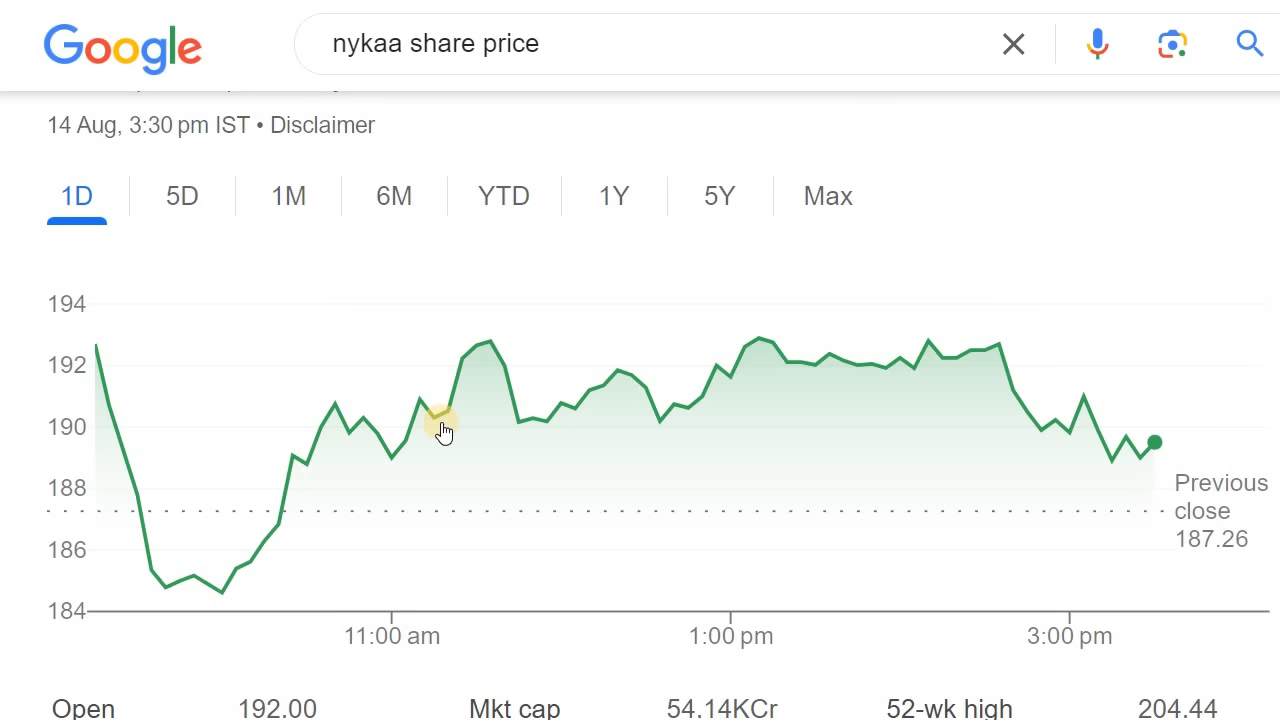 Google
nykaa share price
14 Aug, 3:30 pm IST • Disclaimer
1D 5D 1M 6M YTD 1Y 5Y Max
194
192
190
188
186
184
Previous
close
187.26
11:00 am 1:00 pm 3:00 pm
Open 192.00 Mkt cap 54.14KCr 52-wk high 204.44